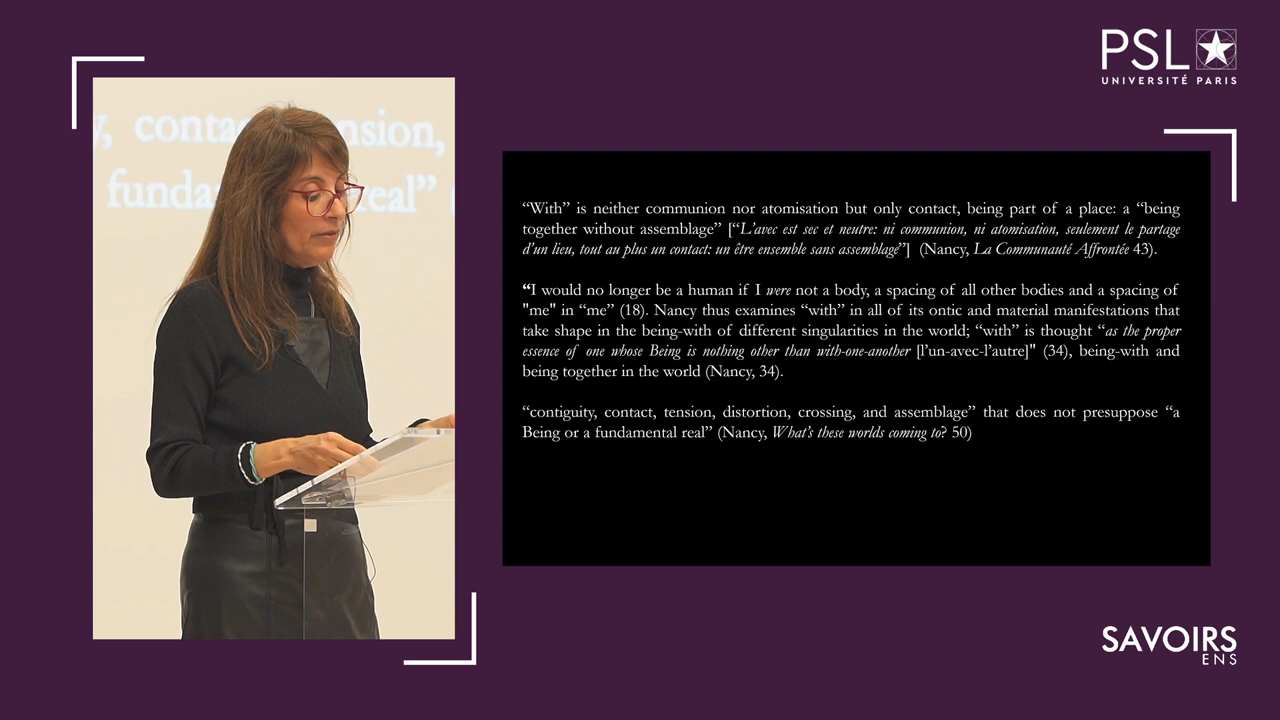 PSL
UNIVERSITÉ PARIS
y, contac nsion,
funda real” (
“With” is neither communion nor atomisation but only contact, being part of a place: a “being
together without assemblage” [“L’avec est sec et neutre: ni communion, ni atomisation, seulement le partage
d’un lieu, tout au plus un contact: un être ensemble sans assemblage”] (Nancy, La Communauté Affrontée 43).
“I would no longer be a human if I were not a body, a spacing of all other bodies and a spacing of
"me" in “me” (18). Nancy thus examines “with” in all of its ontic and material manifestations that
take shape in the being-with of different singularities in the world; “with” is thought “as the proper
essence of one whose Being is nothing other than with-one-another [l’un-avec-l’autre]" (34), being-with and
being together in the world (Nancy, 34).
“contiguity, contact, tension, distortion, crossing, and assemblage” that does not presuppose “a
Being or a fundamental real” (Nancy, What’s these worlds coming to? 50)
SAVOIRS
ENS